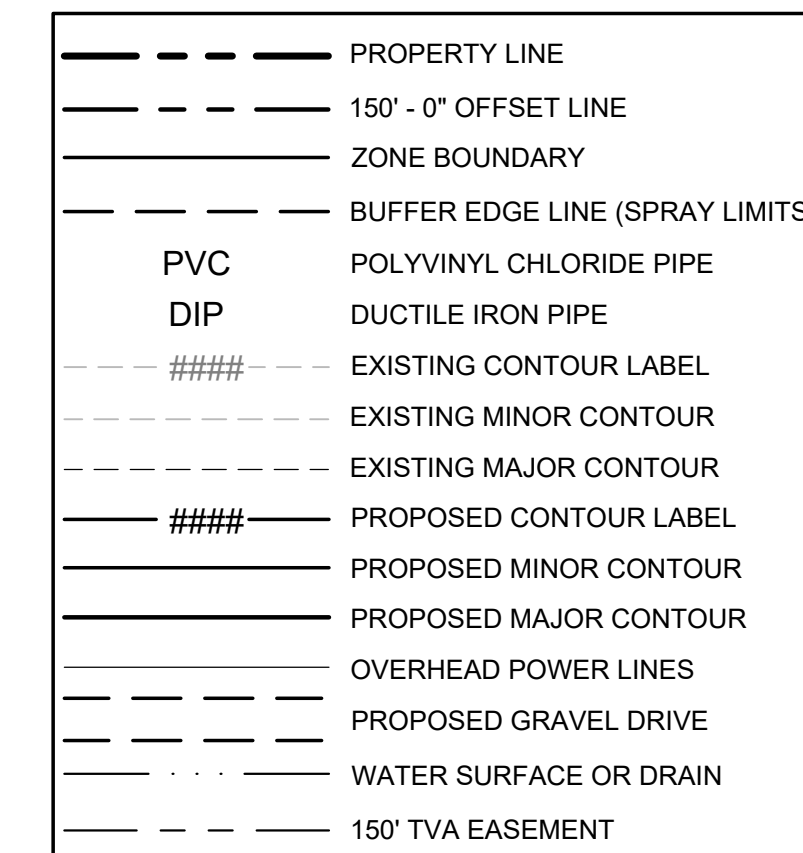 PROPERTY LINE
150' - 0" OFFSET LINE
ZONE BOUNDARY
BUFFER EDGE LINE (SPRAY LIMITS
PVC POLYVINYL CHLORIDE PIPE
DIP DUCTILE IRON PIPE
#### EXISTING CONTOUR LABEL
EXISTING MINOR CONTOUR
EXISTING MAJOR CONTOUR
#### PROPOSED CONTOUR LABEL
PROPOSED MINOR CONTOUR
PROPOSED MAJOR CONTOUR
OVERHEAD POWER LINES
PROPOSED GRAVEL DRIVE
WATER SURFACE OR DRAIN
150' TVA EASEMENT